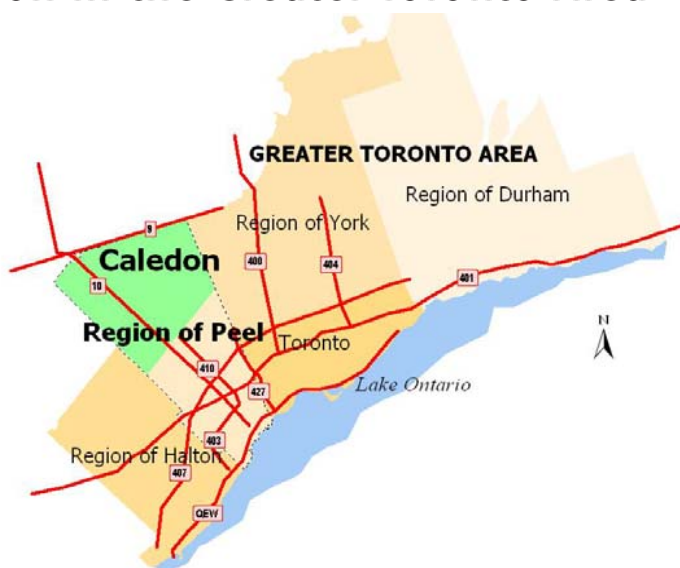 GREATER TORONTO AREA
Region of Durham
Region of York
9
Caledon
400
404
401
10
Region of Peel
Toronto
N
410
427
Lake Ontario
403
Region of Halton
407
QEW